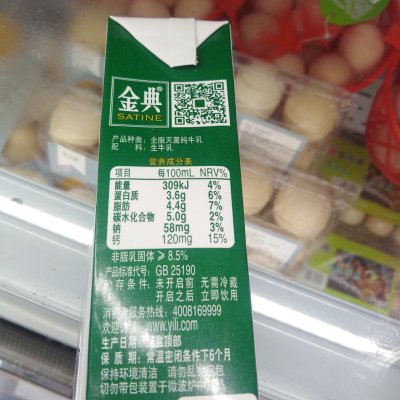 金典®
SATINE
产品种类：全脂灭菌纯牛乳
配 料：生牛乳
营养成分表
项目 每100mL NRV%
能量 309kJ 4%
蛋白质 3.6g 6%
脂肪 4.4g 7%
碳水化合物 5.0g 2%
钠 58mg 3%
钙 120mg 15%
非脂乳固体 ≥ 8.5%
产品标准代号：GB 25190
贮存条件：未开启前 无需冷藏
开启之后 立即饮用
消费者服务热线：4008169999
欢迎访问 www.yili.com
生产日期：顶部
保 质 期：常温密闭条件下6个月
保持环境清洁 请勿乱包
切勿带包装置于微波炉